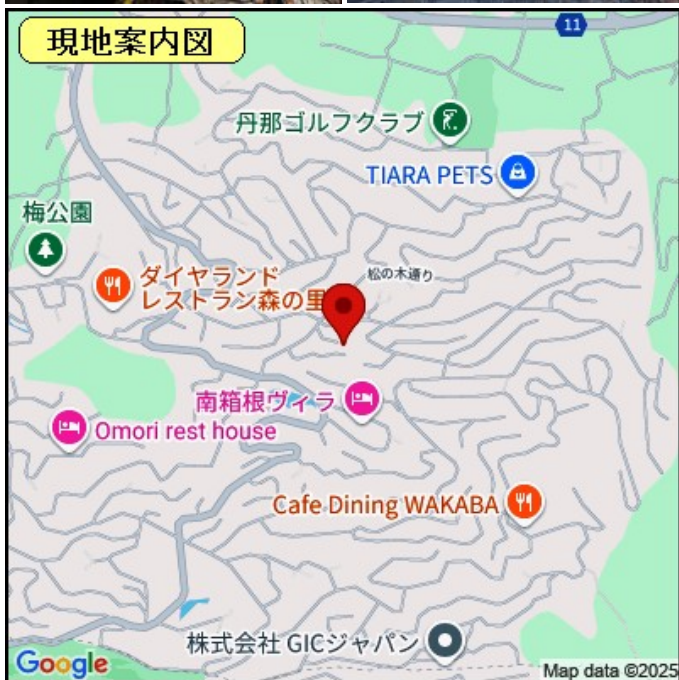 現地案内図
11
丹那ゴルフクラブ
TIARA PETS
梅公園
松の木通り
ダイヤランド
レストラン森の里
南箱根ヴィラ
Omori rest house
Cafe Dining WAKABA
株式会社 GICジャパン
Google
Map data ©2025